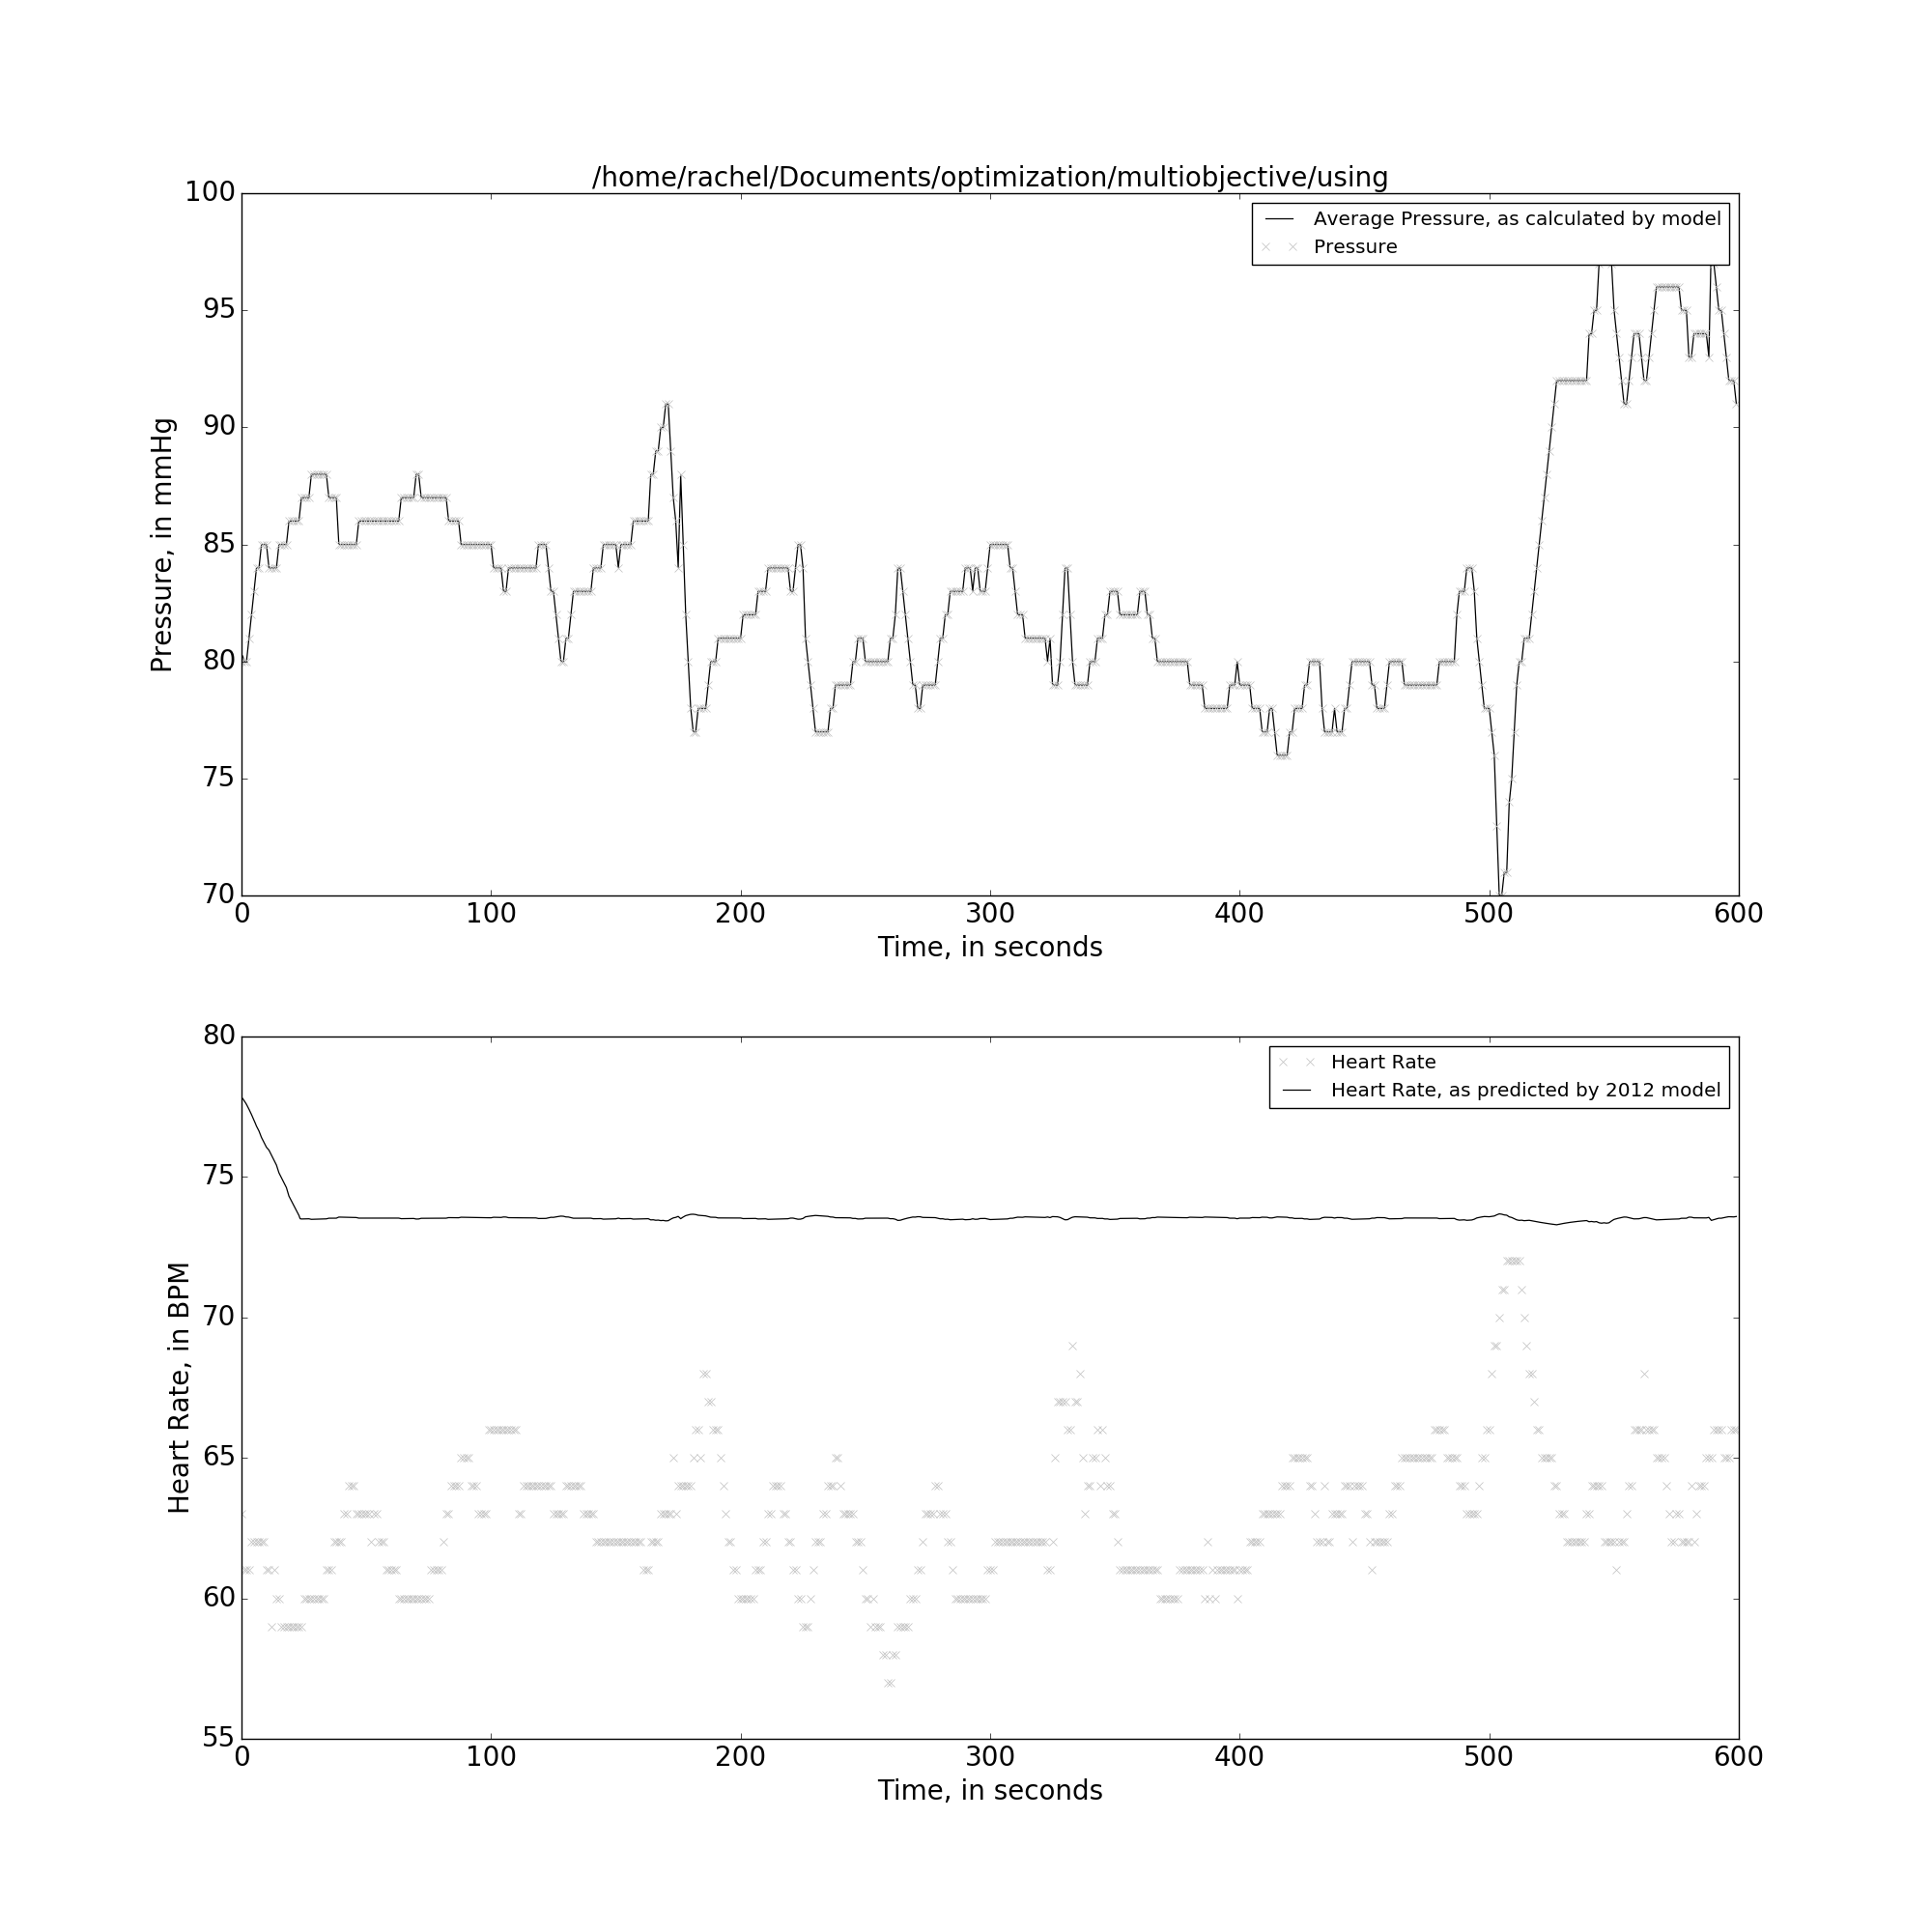 /home/rachel/Documents/optimization/multiobjective/using
100
95
90
85
80
75
70
Pressure, in mmHg
Average Pressure, as calculated by model
Pressure
0 100 200 300 400 500 600
Time, in seconds
80
75
70
65
60
55
Heart Rate, in BPM
Heart Rate
Heart Rate, as predicted by 2012 model
0 100 200 300 400 500 600
Time, in seconds